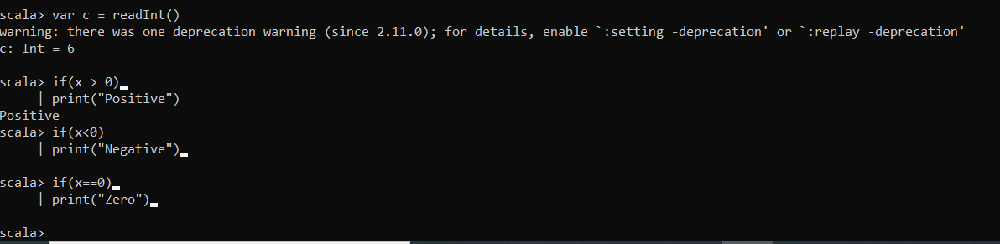 scala> var c = readInt()
warning: there was one deprecation warning (since 2.11.0); for details, enable `:setting -deprecation' or `:replay -deprecation'
c: Int = 6
scala> if(x > 0)
| print("Positive")
Positive
scala> if(x<0)
| print("Negative")
scala> if(x==0)
| print("Zero")
scala>